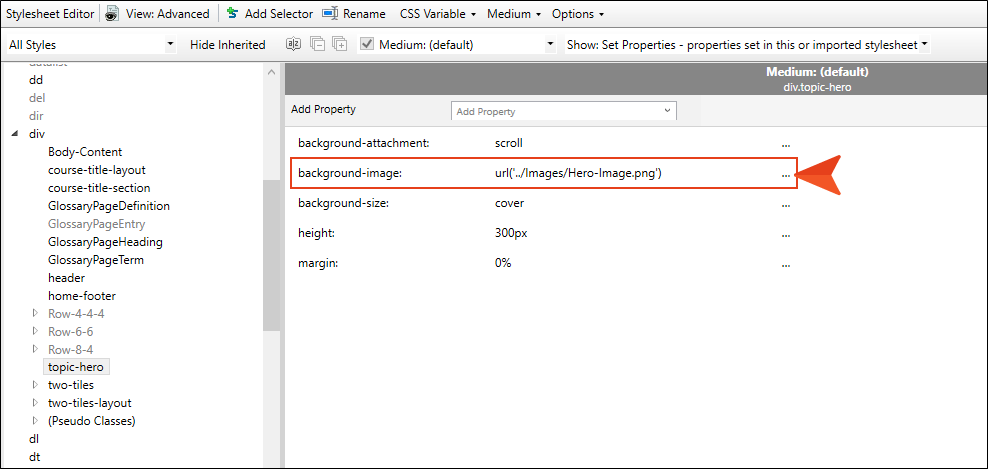 Stylesheet Editor View: Advanced Add Selector Rename CSS Variable Medium Options
All Styles Hide Inherited Medium: (default) Show: Set Properties - properties set in this or imported stylesheet
datalist
dd
del
dir
div
Body-Content
course-title-layout
course-title-section
GlossaryPageDefinition
GlossaryPageEntry
GlossaryPageHeading
GlossaryPageTerm
header
home-footer
Row-4-4-4
Row-6-6
Row-8-4
topic-hero
two-tiles
two-tiles-layout
(Pseudo Classes)
dl
dt
Medium: (default)
div.topic-hero
Add Property Add Property
background-attachment: scroll ...
background-image: url('../Images/Hero-Image.png') ...
background-size: cover ...
height: 300px ...
margin: 0% ...